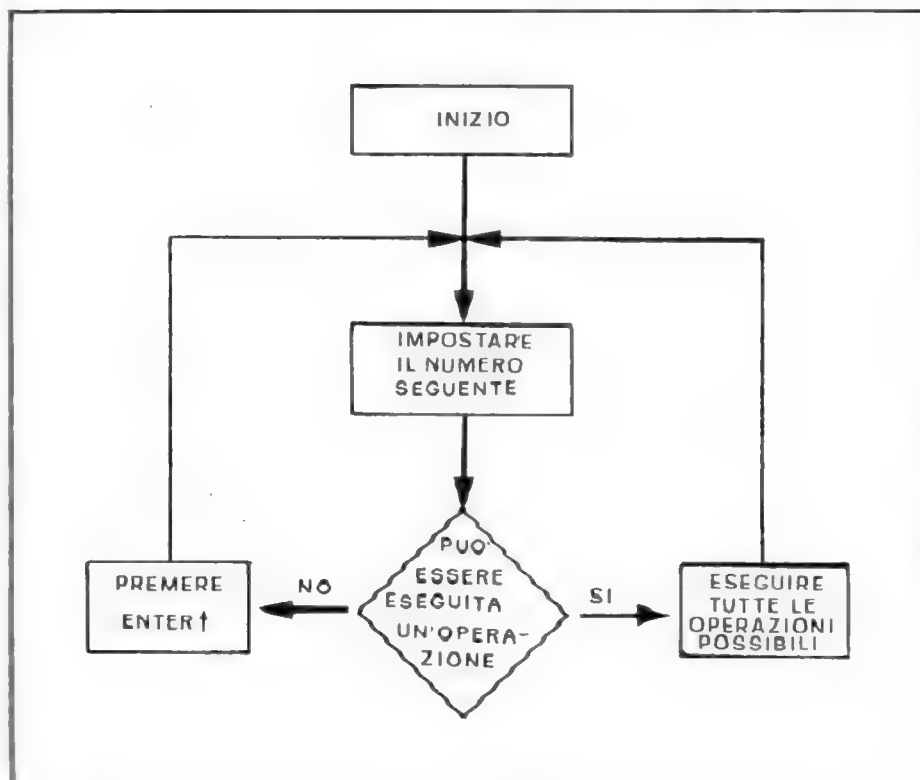 INIZIO
IMPOSTARE
IL NUMERO
SEGUENTE
PUO'
ESSERE
ESEGUITA
UN'OPERA-
ZIONE
NO
PREMERE
ENTER↑
SI
ESEGUIRE
TUTTE LE
OPERAZIONI
POSSIBILI